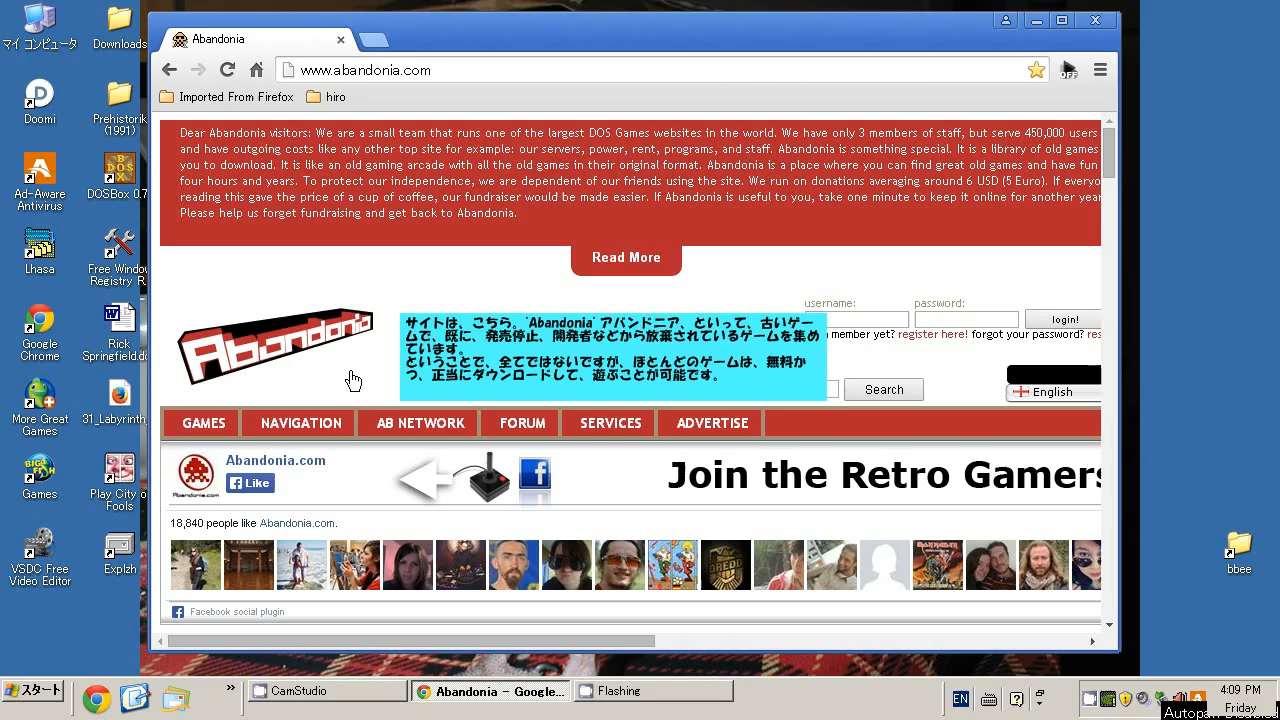 マイ コンピュータ
Downloads
Doomi
Prehistorik
(1991)
Ad-Aware
Antivirus
DOSBox 0.7
Lhasa
Free Window
Registry R
Google
Chrome
Rick
Springfield.do
More Great
Games
31_Labyrinth
Games
Play City of
Fools
VSDC Free
Video Editor
Explzh
bbee
Abandonia
www.abandonia.com
OFF
Imported From Firefox
hiro
Dear Abandonia visitors: We are a small team that runs one of the largest DOS Games websites in the world. We have only 3 members of staff, but serve 450,000 users
and have outgoing costs like any other top site for example: our servers, power, rent, programs, and staff. Abandonia is something special. It is a library of old games
you to download. It is like an old gaming arcade with all the old games in their original format. Abandonia is a place where you can find great old games and have fun
four hours and years. To protect our independence, we are dependent of our friends using the site. We run on donations averaging around 6 USD (5 Euro). If everyo
reading this gave the price of a cup of coffee, our fundraiser would be made easier. If Abandonia is useful to you, take one minute to keep it online for another year
Please help us forget fundraising and get back to Abandonia.
Read More
Abandonia
サイトは、こちら。'Abandonia' アバンドニア、といって、古いゲー
ムで、既に、発売停止、開発者などから放棄されているゲームを集め
ています。
ということで、全てではないですが、ほとんどのゲームは、無料か
つ、正当にダウンロードして、遊ぶことが可能です。
username:
password:
login!
member yet? register here! forgot your password? res
Search
English
GAMES
NAVIGATION
AB NETWORK
FORUM
SERVICES
ADVERTISE
Abandonia.com
Abandonia.com
Like
Join the Retro Gamers
18,840 people like Abandonia.com.
DREDD
IRON MAIDEN
Facebook social plugin
スタート
CamStudio
Abandonia - Google...
Flashing
EN
4:09 PM
Friday
Autopan Disabled